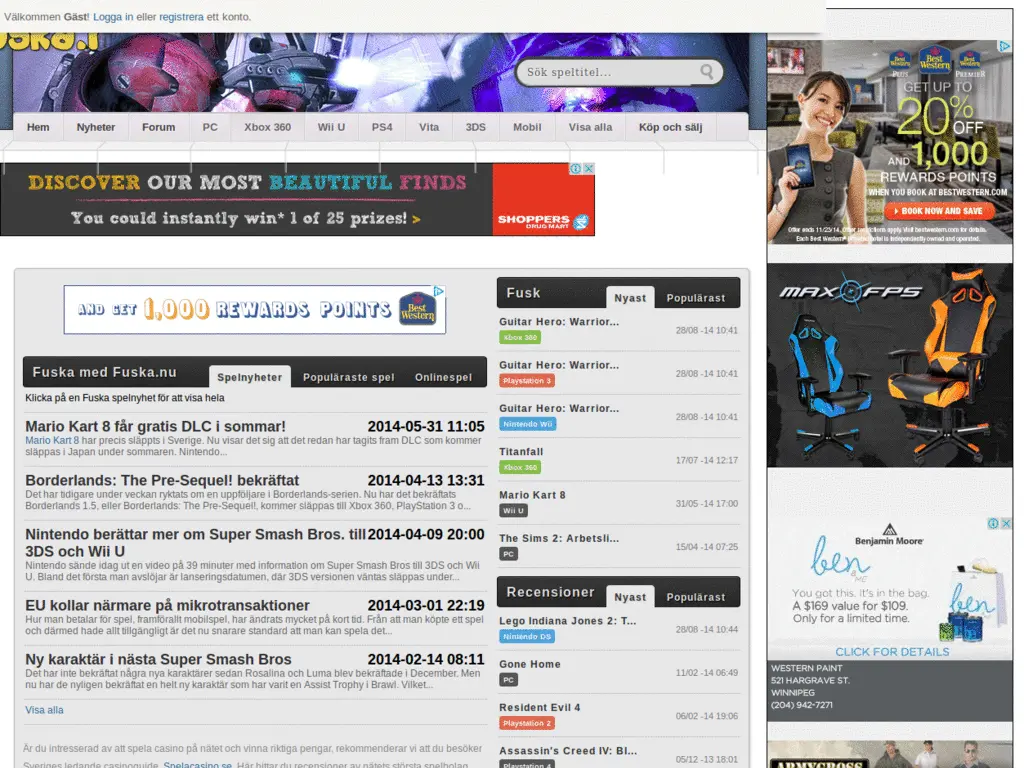 Välkommen Gäst! Logga in eller registrera ett konto.
Sök speltitel...
Hem Nyheter Forum PC Xbox 360 Wii U PS4 Vita 3DS Mobil Visa alla Köp och sälj
DISCOVER OUR MOST BEAUTIFUL FINDS
You could instantly win* 1 of 25 prizes! >
SHOPPERS
DRUG MART
AND GET 1,000 REWARDS POINTS
Best
Western
Fuska med Fuska.nu Spelnyheter Populäraste spel Onlinespel
Klicka på en Fuska spelnyhet för att visa hela
Mario Kart 8 får gratis DLC i sommar! 2014-05-31 11:05
Mario Kart 8 har precis släppts i Sverige. Nu visar det sig att det redan har tagits fram DLC som kommer
släppas i Japan under sommaren. Nintendo...
Borderlands: The Pre-Sequel! bekräftat 2014-04-13 13:31
Det har tidigare under veckan ryktats om en uppföljare i Borderlands-serien. Nu har det bekräftats
Borderlands 1.5, eller Borderlands: The Pre-Sequel!, kommer släppas till Xbox 360, PlayStation 3 o...
Nintendo berättar mer om Super Smash Bros. till 2014-04-09 20:00
3DS och Wii U
Nintendo sände idag ut en video på 39 minuter med information om Super Smash Bros till 3DS och Wii
U. Bland det första man avslöjar är lanseringsdatumen, där 3DS versionen väntas släppas under...
EU kollar närmare på mikrotransaktioner 2014-03-01 22:19
Hur man betalar för spel, framförallt mobilspel, har ändrats mycket på kort tid. Från att man köpte ett spel
och därmed hade allt tillgängligt är det nu snarare standard att man kan spela det...
Ny karaktär i nästa Super Smash Bros 2014-02-14 08:11
Det har inte bekräftat några nya karaktärer sedan Rosalina och Luma blev bekräftade i December. Men
nu har de nyligen bekräftat en helt ny karaktär som har varit en Assist Trophy i Brawl. Vilket...
Visa alla
Är du intresserad av att spela casino på nätet och vinna riktiga pengar, rekommenderar vi att du besöker
Sveriges ledande casinoguide, Spelacasino.se. Här hittar du recensioner av nätets största spelbolag
Fusk Nyast Populärast
Guitar Hero: Warrior...
Xbox 360 28/08 -14 10:41
Guitar Hero: Warrior...
Playstation 3 28/08 -14 10:41
Guitar Hero: Warrior...
Nintendo Wii 28/08 -14 10:41
Titanfall
Xbox 360 17/07 -14 12:17
Mario Kart 8
Wii U 31/05 -14 17:00
The Sims 2: Arbetsli...
PC 15/04 -14 07:25
Recensioner Nyast Populärast
Lego Indiana Jones 2: T...
Nintendo DS 28/08 -14 10:44
Gone Home
PC 11/02 -14 06:49
Resident Evil 4
Playstation 2 06/02 -14 19:06
Assassin's Creed IV: Bl...
Playstation 4 05/12 -13 18:01
Best
Western
PLUS PREMIER
GET UP TO
20% OFF
AND 1,000
REWARDS POINTS
WHEN YOU BOOK AT BESTWESTERN.COM
BOOK NOW AND SAVE
MAX FPS
Benjamin Moore
ben
& ME
You got this. It's in the bag.
A $169 value for $109.
Only for a limited time.
ben
CLICK FOR DETAILS
WESTERN PAINT
521 HARGRAVE ST.
WINNIPEG
(204) 942-7271
ARMYCROSS